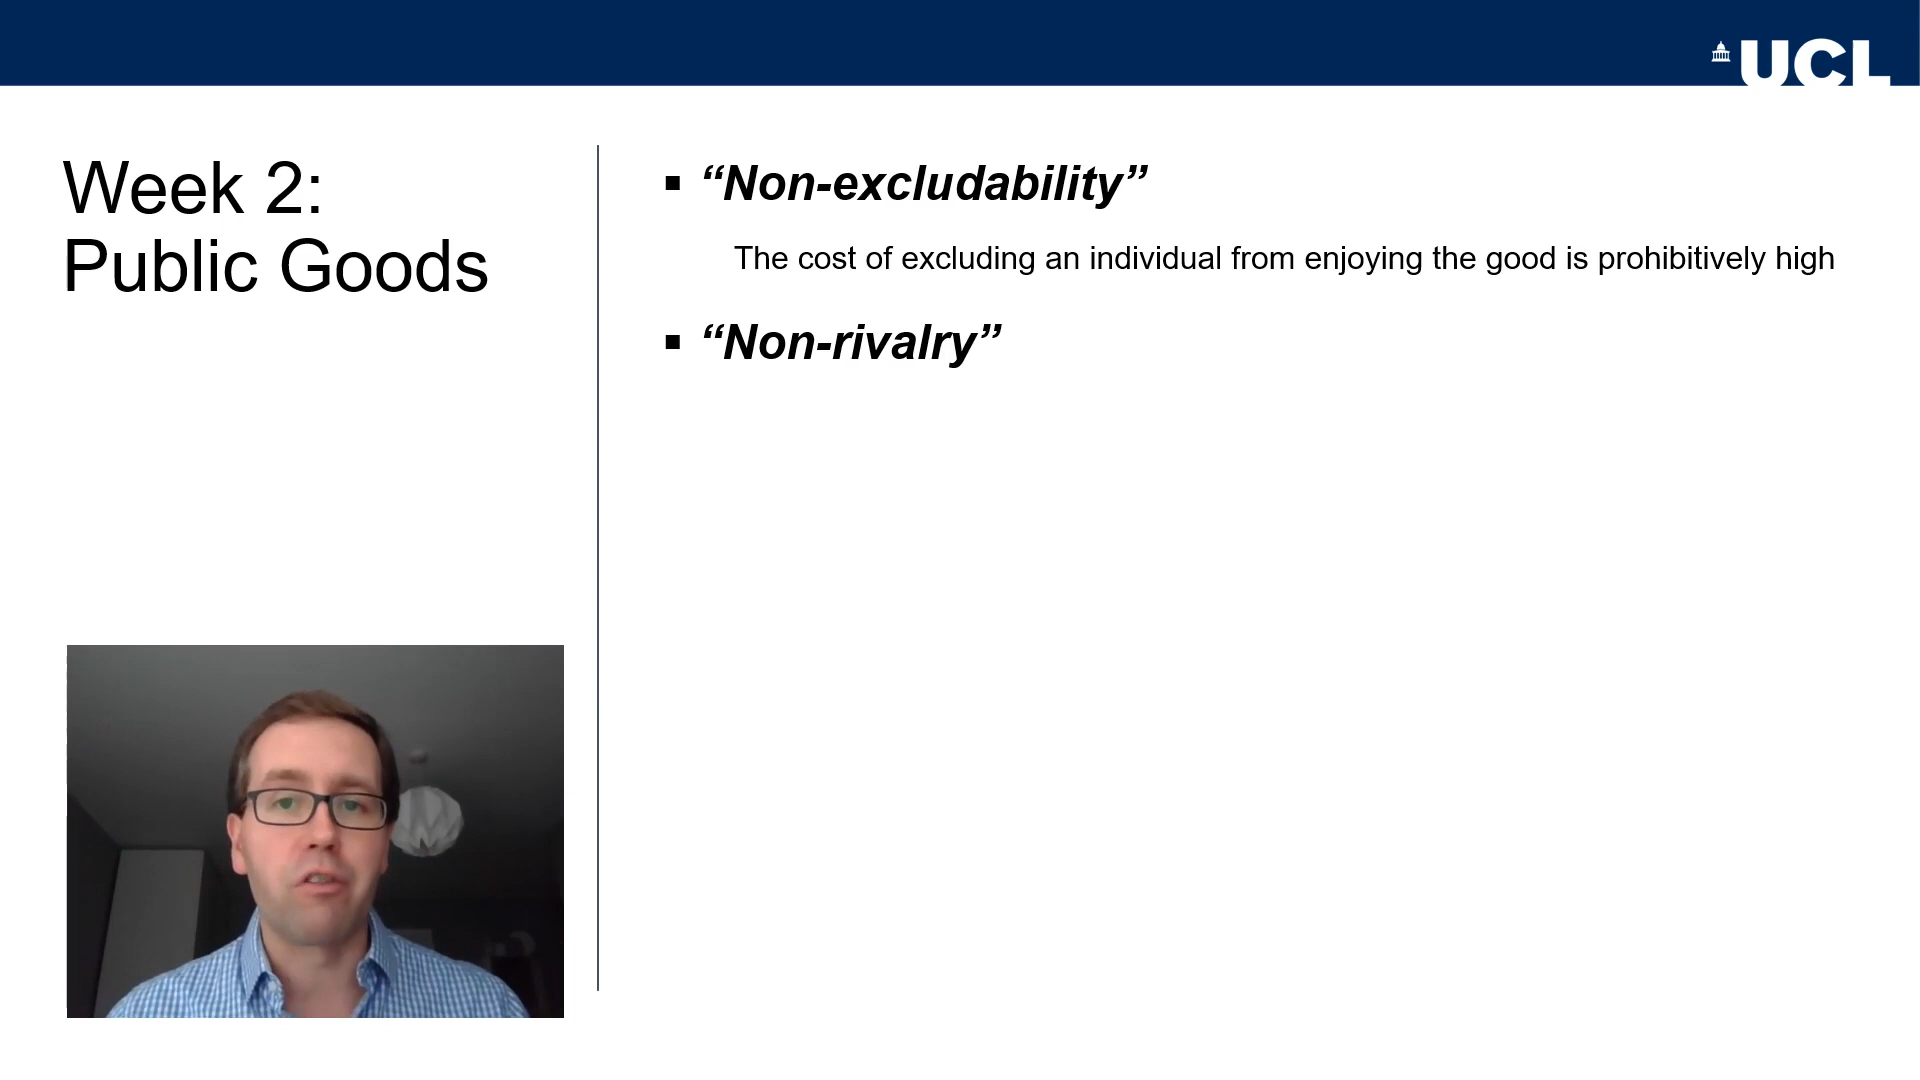 UCL
Week 2:
Public Goods
▪ “Non-excludability”
The cost of excluding an individual from enjoying the good is prohibitively high
▪ “Non-rivalry”